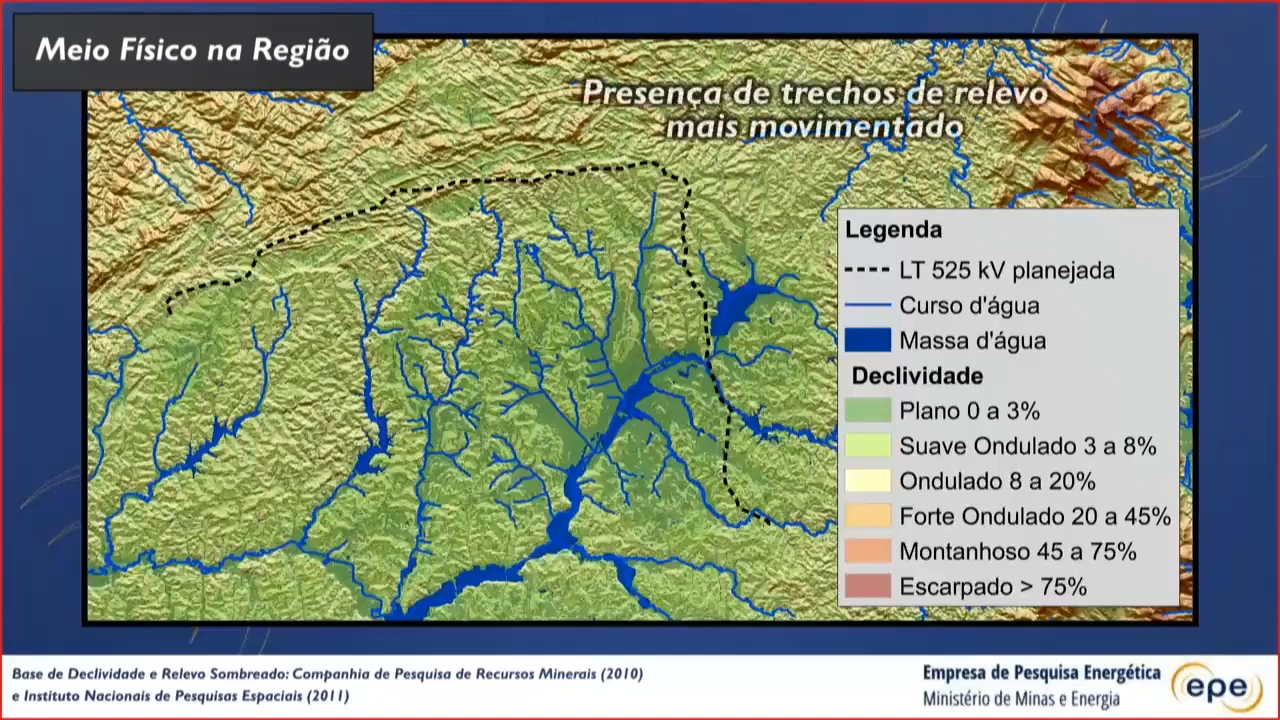 Meio Físico na Região
Presença de trechos de relevo
mais movimentado
Legenda
LT 525 kV planejada
Curso d'água
Massa d'água
Declividade
Plano 0 a 3%
Suave Ondulado 3 a 8%
Ondulado 8 a 20%
Forte Ondulado 20 a 45%
Montanhoso 45 a 75%
Escarpado > 75%
Base de Declividade e Relevo Sombreado: Companhia de Pesquisa de Recursos Minerais (2010)
e Instituto Nacional de Pesquisas Espaciais (2011)
Empresa de Pesquisa Energética
Ministério de Minas e Energia
epe